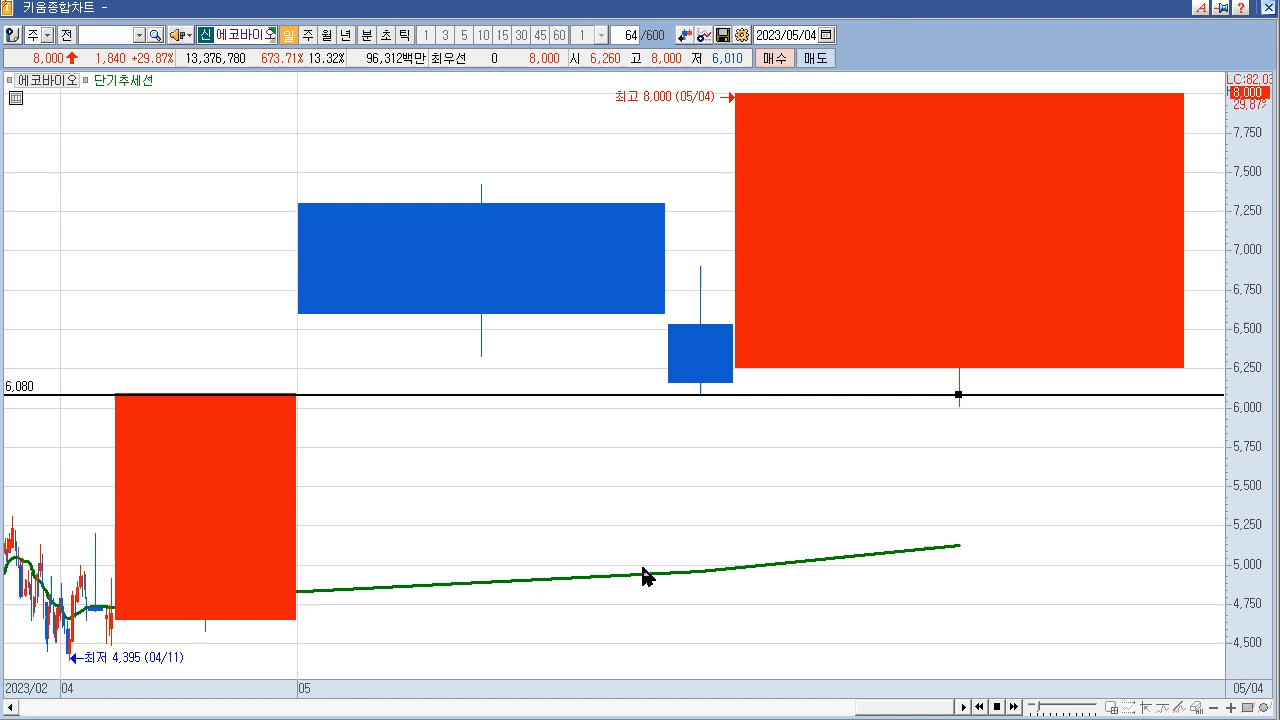 키움종합차트 -
주 전 신 에코바이오 일 주 월 년 분 초 틱 1 3 5 10 15 30 45 60 1 64 /600 2023/05/04
8,000 1,840 +29.87% 13,376,780 673.71% 13.32% 96,312백만 최우선 0 8,000 시 6,260 고 8,000 저 6,010 매수 매도
에코바이오 단기추세선
LC:82,03
최고 8,000 (05/04)
8,000
29,87%
7,750
7,500
7,250
7,000
6,750
6,500
6,250
6,080
6,000
5,750
5,500
5,250
5,000
4,750
4,500
최저 4,395 (04/11)
2023/02 04 05 05/04